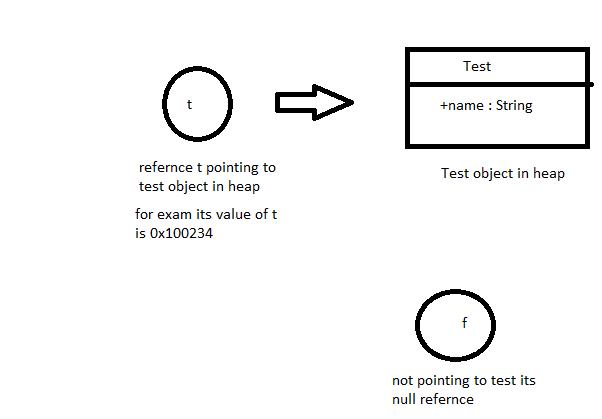 t
Test
+name : String
refernce t pointing to
test object in heap
for exam its value of t
is 0x100234
Test object in heap
f
not pointing to test its
null refernce